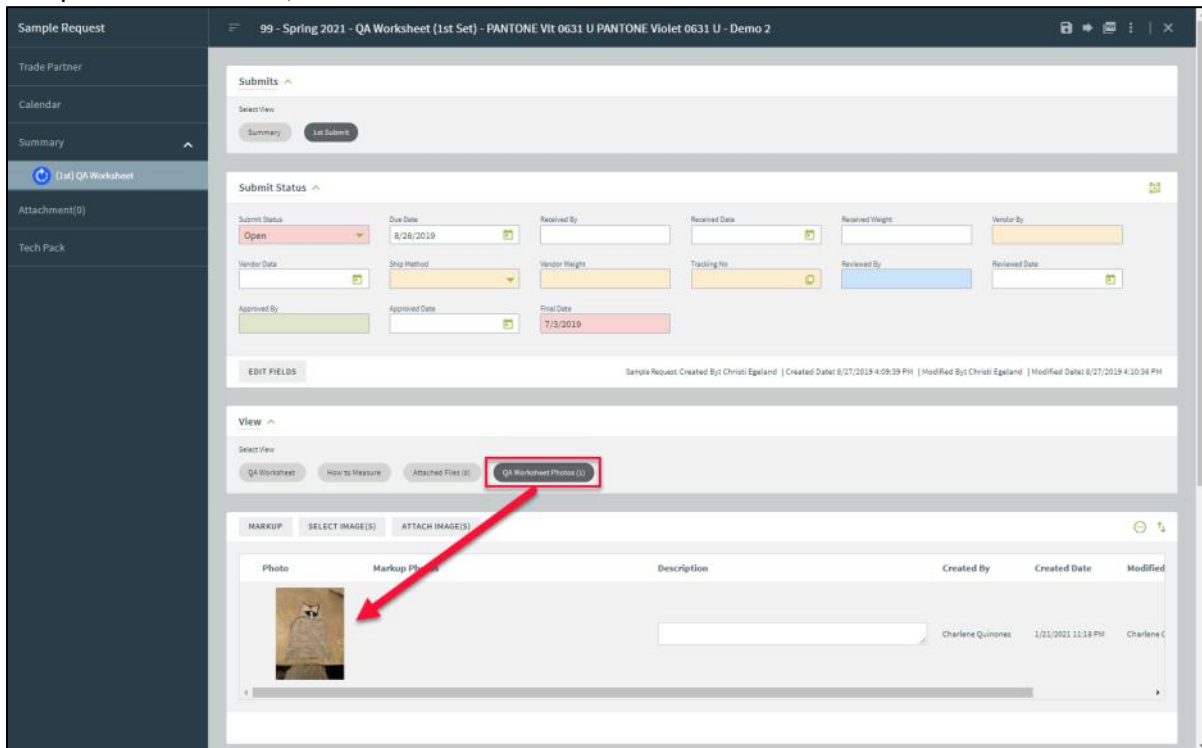 Sample Request
99 - Spring 2021 - QA Worksheet (1st Set) - PANTONE Vlt 0631 U PANTONE Violet 0631 U - Demo 2
Trade Partner
Calendar
Summary
(1st) QA Worksheet
Attachment(0)
Tech Pack
Submits
Select View
Summary 1st Submit
Submit Status
Submit Status Due Date Received By Received Date Received Weight Vendor By
Open 8/28/2019
Vendor Date Ship Method Vendor Weight Tracking No Reviewed By Reviewed Date
Approved By Approved Date Final Date
7/3/2019
EDIT FIELDS Sample Request Created By: Christi Egeland | Created Date: 8/27/2019 4:09:39 PM | Modified By: Christi Egeland | Modified Date: 8/27/2019 4:10:36 PM
View
Select View
QA Worksheet How to Measure Attached Files (0) QA Worksheet Photos (1)
MARKUP SELECT IMAGE(S) ATTACH IMAGE(S)
Photo Markup Description Created By Created Date Modified
Charlene Quinones 1/21/2021 11:18 PM Charlene